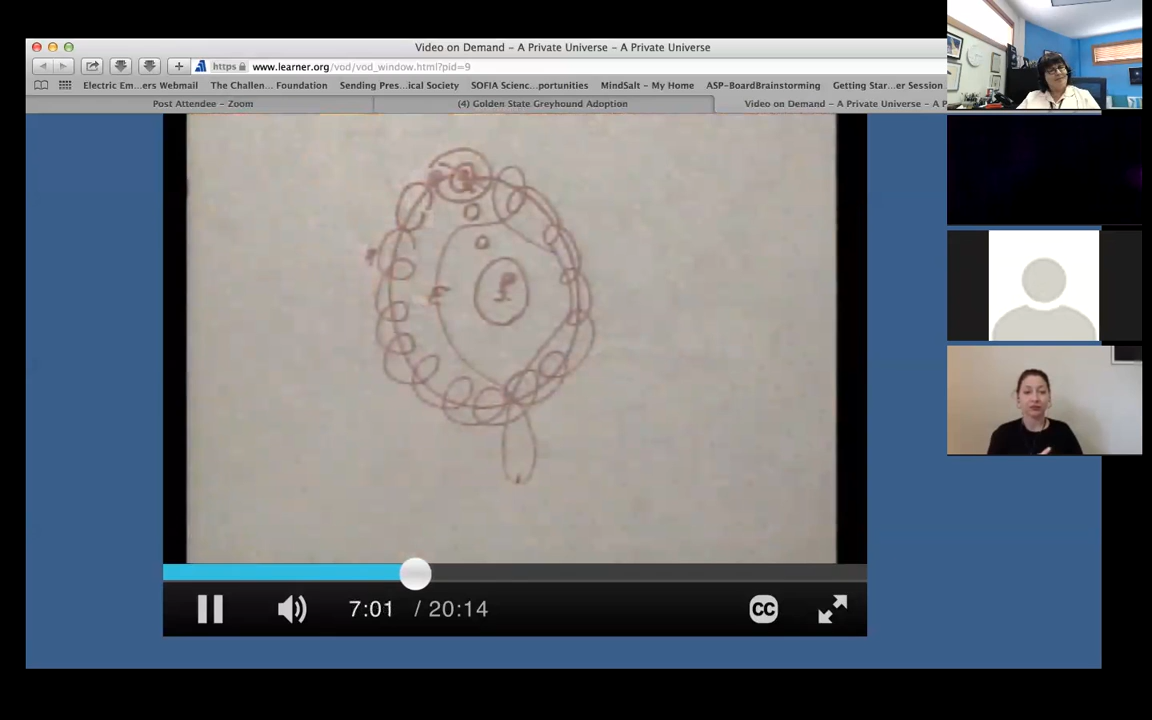 Video on Demand – A Private Universe – A Private Universe
https www.learner.org/vod/vod_window.html?pid=9
Electric Em...ers Webmail The Challen... Foundation Sending Pres...ical Society SOFIA Scienc...portunities MindSalt - My Home ASP-BoardBrainstorming Getting Star...er Session
Post Attendee - Zoom (4) Golden State Greyhound Adoption Video on Demand – A Private Universe – A P
E
7:01 / 20:14 CC